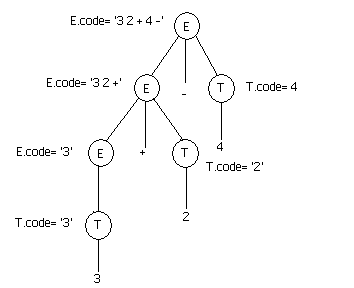 E.code= '3 2 + 4 -' E
E.code= '3 2 +' E - T T.code= 4
E.code= '3' E + T 4
T.code= '2'
T.code= '3' T 2
3